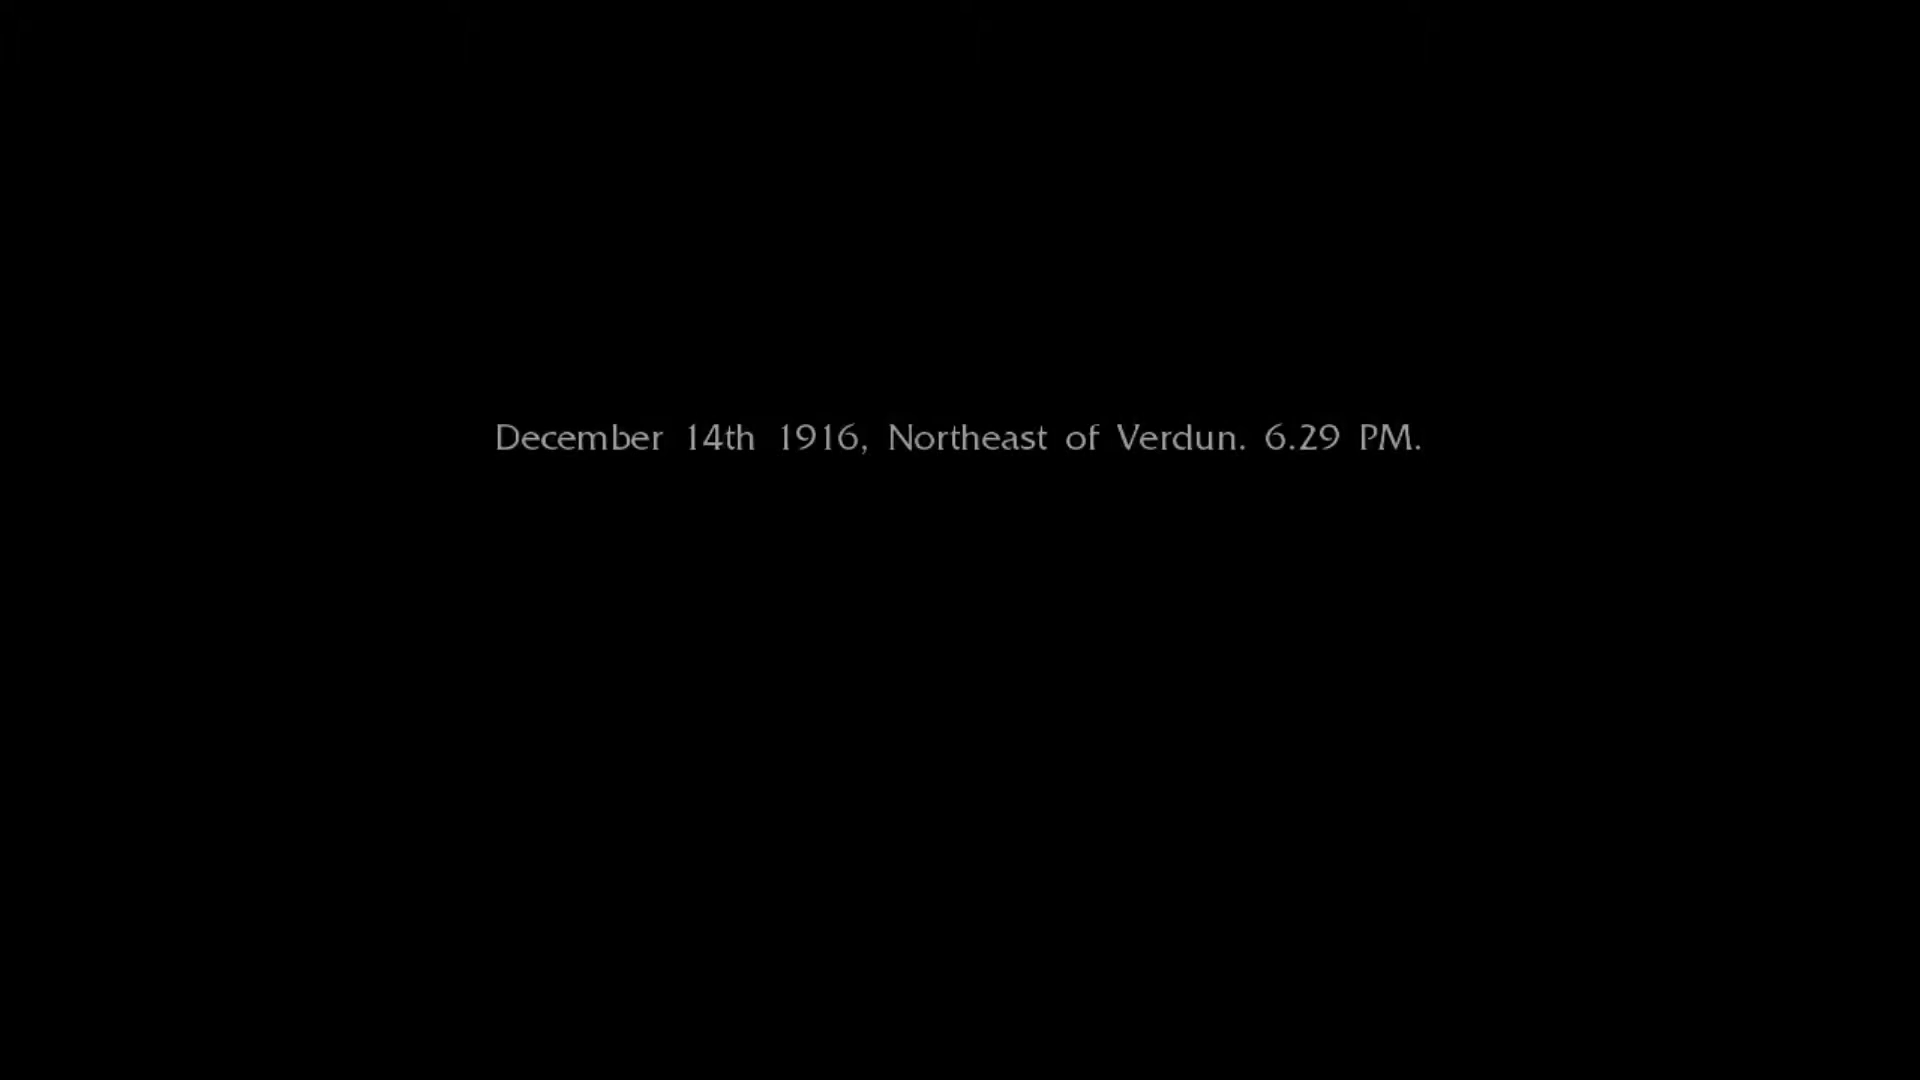 December 14th 1916, Northeast of Verdun. 6.29 PM.